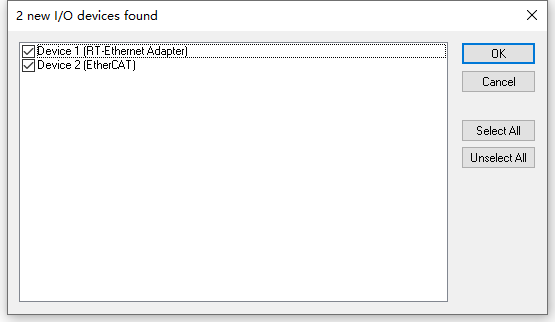 2 new I/O devices found
Device 1 (RT-Ethernet Adapter)
Device 2 (EtherCAT)
OK
Cancel
Select All
Unselect All